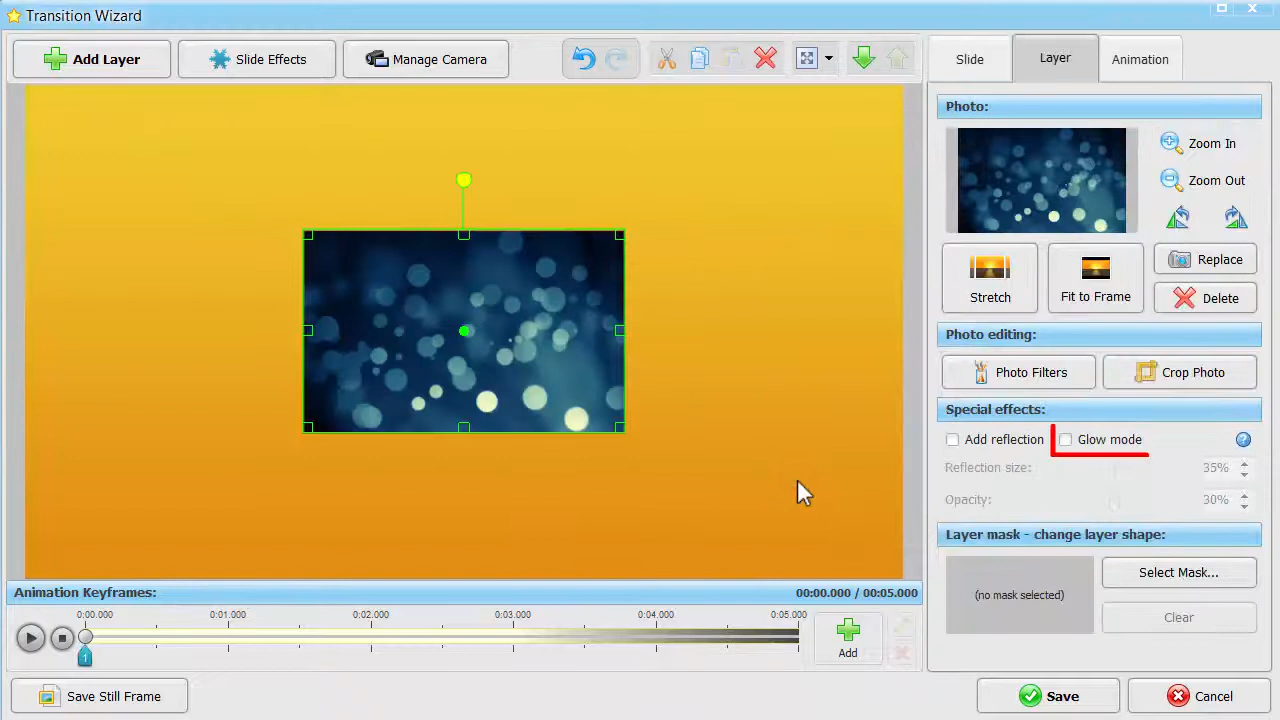 Transition Wizard
Add Layer
Slide Effects
Manage Camera
Slide
Layer
Animation
Photo:
Zoom In
Zoom Out
Stretch
Fit to Frame
Replace
Delete
Photo editing:
Photo Filters
Crop Photo
Special effects:
Add reflection
Glow mode
?
Reflection size:
35%
Opacity:
30%
Layer mask - change layer shape:
(no mask selected)
Select Mask...
Clear
Animation Keyframes:
00:00.000 / 00:05.000
0:00.000
0:01.000
0:02.000
0:03.000
0:04.000
0:05.000
1
Add
Save Still Frame
Save
Cancel